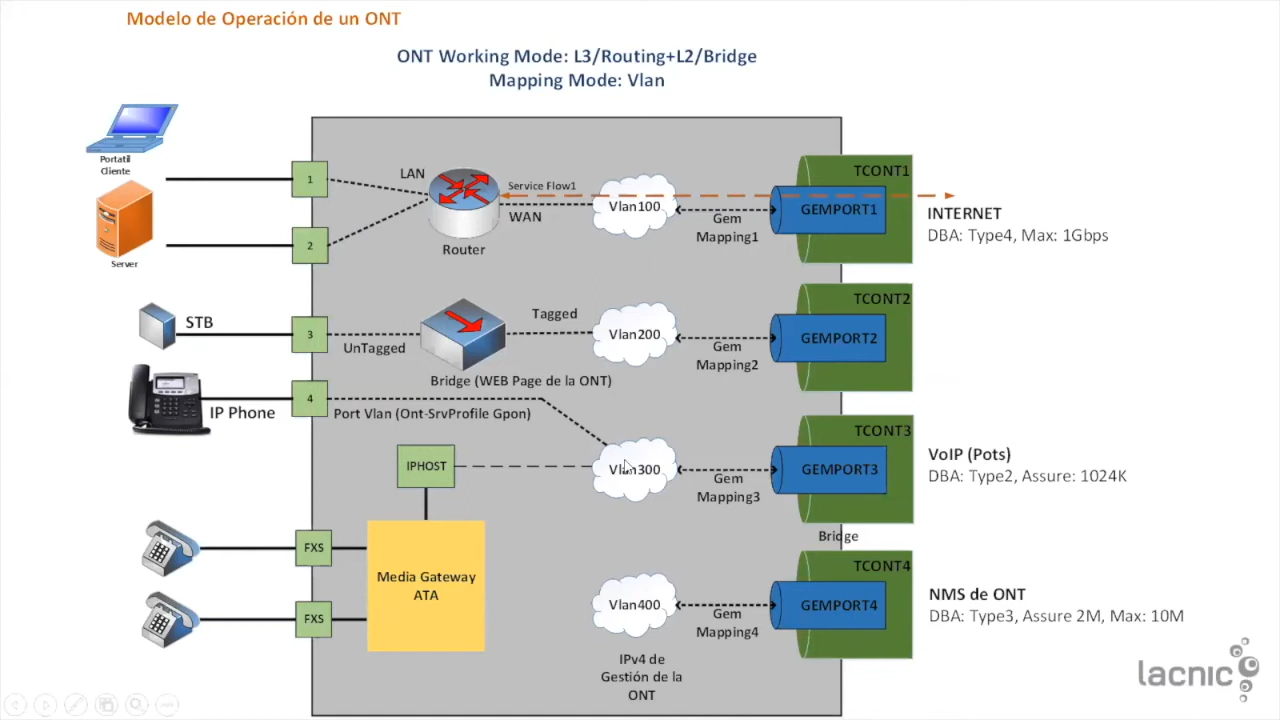 Modelo de Operación de un ONT
ONT Working Mode: L3/Routing+L2/Bridge
Mapping Mode: Vlan
Portatil
Cliente
Server
1
2
LAN
Router
Service Flow1
WAN
Vlan100
Gem
Mapping1
TCONT1
GEMPORT1
INTERNET
DBA: Type4, Max: 1Gbps
STB
3
UnTagged
Tagged
Bridge (WEB Page de la ONT)
Vlan200
Gem
Mapping2
TCONT2
GEMPORT2
IP Phone
4
Port Vlan (Ont-SrvProfile Gpon)
IPHOST
Vlan300
Gem
Mapping3
TCONT3
GEMPORT3
VoIP (Pots)
DBA: Type2, Assure: 1024K
Bridge
FXS
FXS
Media Gateway
ATA
Vlan400
Gem
Mapping4
TCONT4
GEMPORT4
NMS de ONT
DBA: Type3, Assure 2M, Max: 10M
IPv4 de
Gestión de la
ONT
lacnic